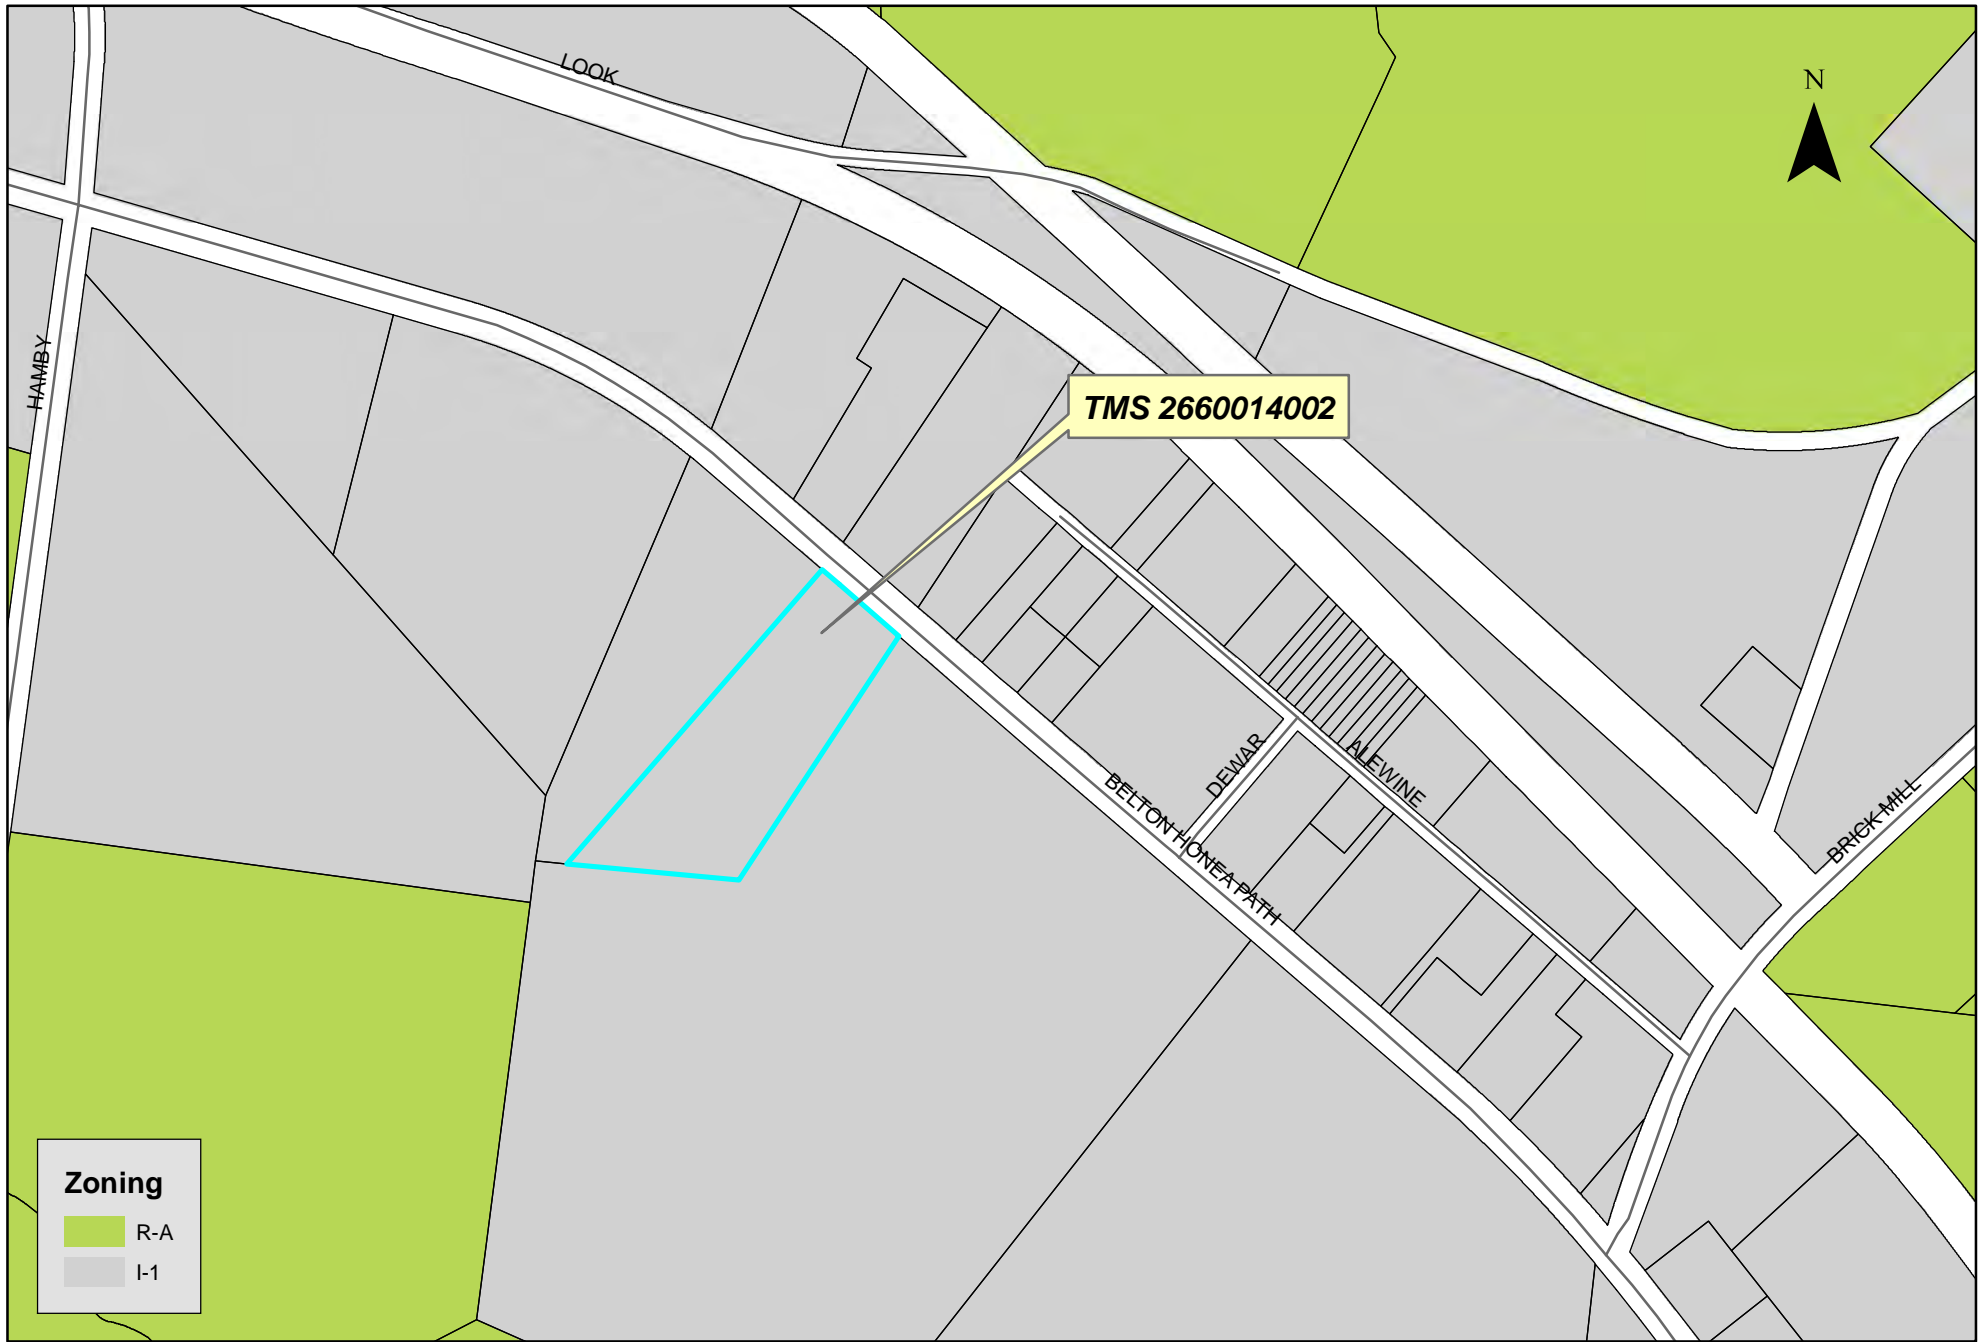 LOOK
N
HAMBY
TMS 2660014002
DEWAR
ALEWINE
BELTON HONEA PATH
BRICK MILL
Zoning
R-A
I-1